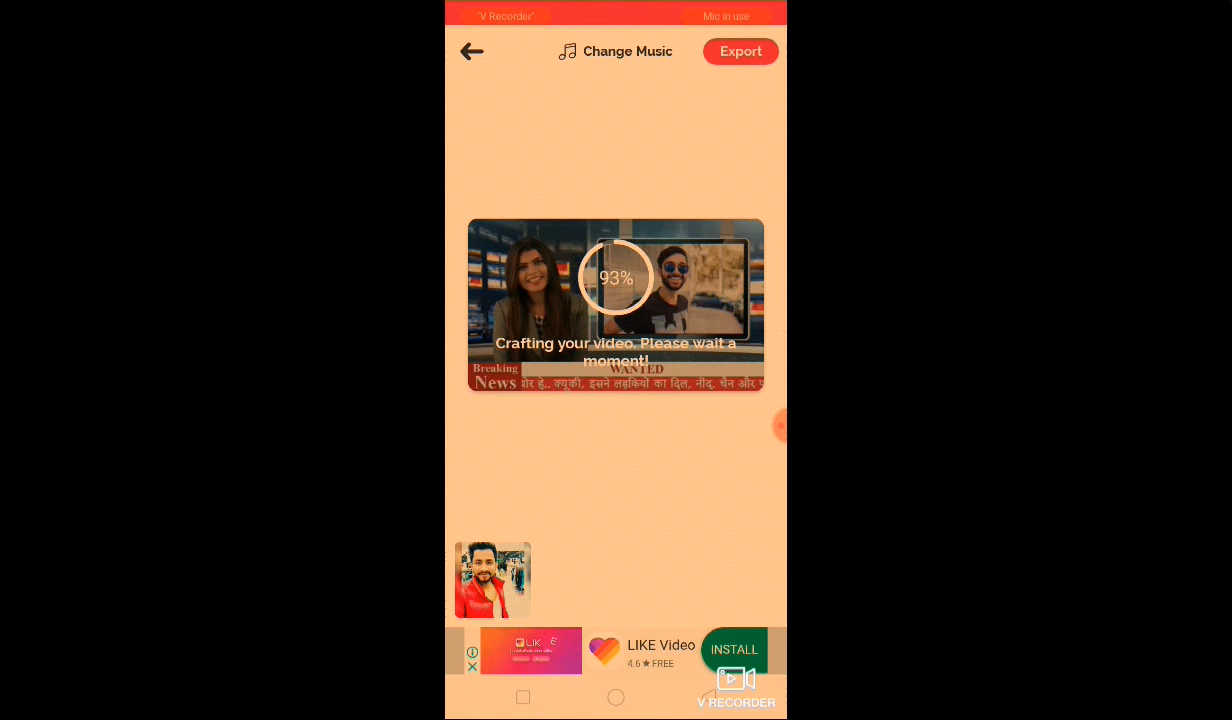 "V Recorder"
Mic in use
Change Music
Export
93%
Crafting your video. Please wait a
moment!
Breaking
WANTED
News
चोर हे.. क्यूकी, इसने लड़कियों का दिल, नींद, चैन और
LIK
LIKE Video
4.6 ★ FREE
INSTALL
V RECORDER